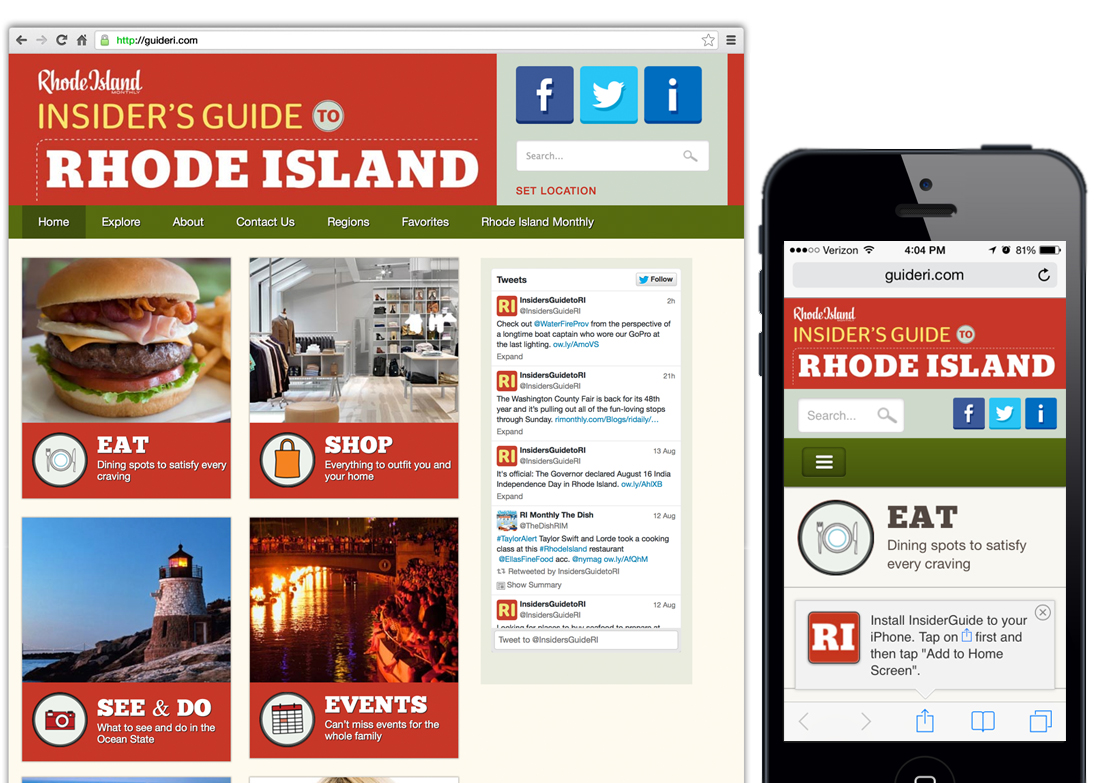 http://guideri.com
Rhode Island
MONTHLY
INSIDER'S GUIDE TO
RHODE ISLAND
Search...
SET LOCATION
Home Explore About Contact Us Regions Favorites Rhode Island Monthly
EAT
Dining spots to satisfy every
craving
SHOP
Everything to outfit you and
your home
SEE & DO
What to see and do in the
Ocean State
EVENTS
Can't miss events for the
whole family
Tweets Follow
RI InsidersGuidetoRI 2h
@InsidersGuideRI
Check out @WaterFireProv from the perspective of
a longtime boat captain who wore our GoPro at
the last lighting. ow.ly/AmoVS
Expand
RI InsidersGuidetoRI 21h
@InsidersGuideRI
The Washington County Fair is back for its 48th
year and it's pulling out all of the fun-loving stops
through Sunday. rimonthly.com/Blogs/ridaily/...
Expand
RI InsidersGuidetoRI 13 Aug
@InsidersGuideRI
It's official: The Governor declared August 16 India
Independence Day in Rhode Island. ow.ly/AhlXB
Expand
RI Monthly The Dish 12 Aug
@TheDishRIM
#TaylorAlert Taylor Swift and Lorde took a cooking
class at this #RhodeIsland restaurant
@EllasFineFood acc. @nymag ow.ly/AfQhM
Retweeted by InsidersGuidetoRI
Show Summary
RI InsidersGuidetoRI 12 Aug
@InsidersGuideRI
Looking for places to buy seafood to prepare at
Tweet to @InsidersGuideRI
Verizon 4:04 PM 81%
guideri.com
Rhode Island
INSIDER'S GUIDE TO
RHODE ISLAND
Search...
EAT
Dining spots to satisfy
every craving
RI
Install InsiderGuide to your
iPhone. Tap on first and
then tap "Add to Home
Screen".